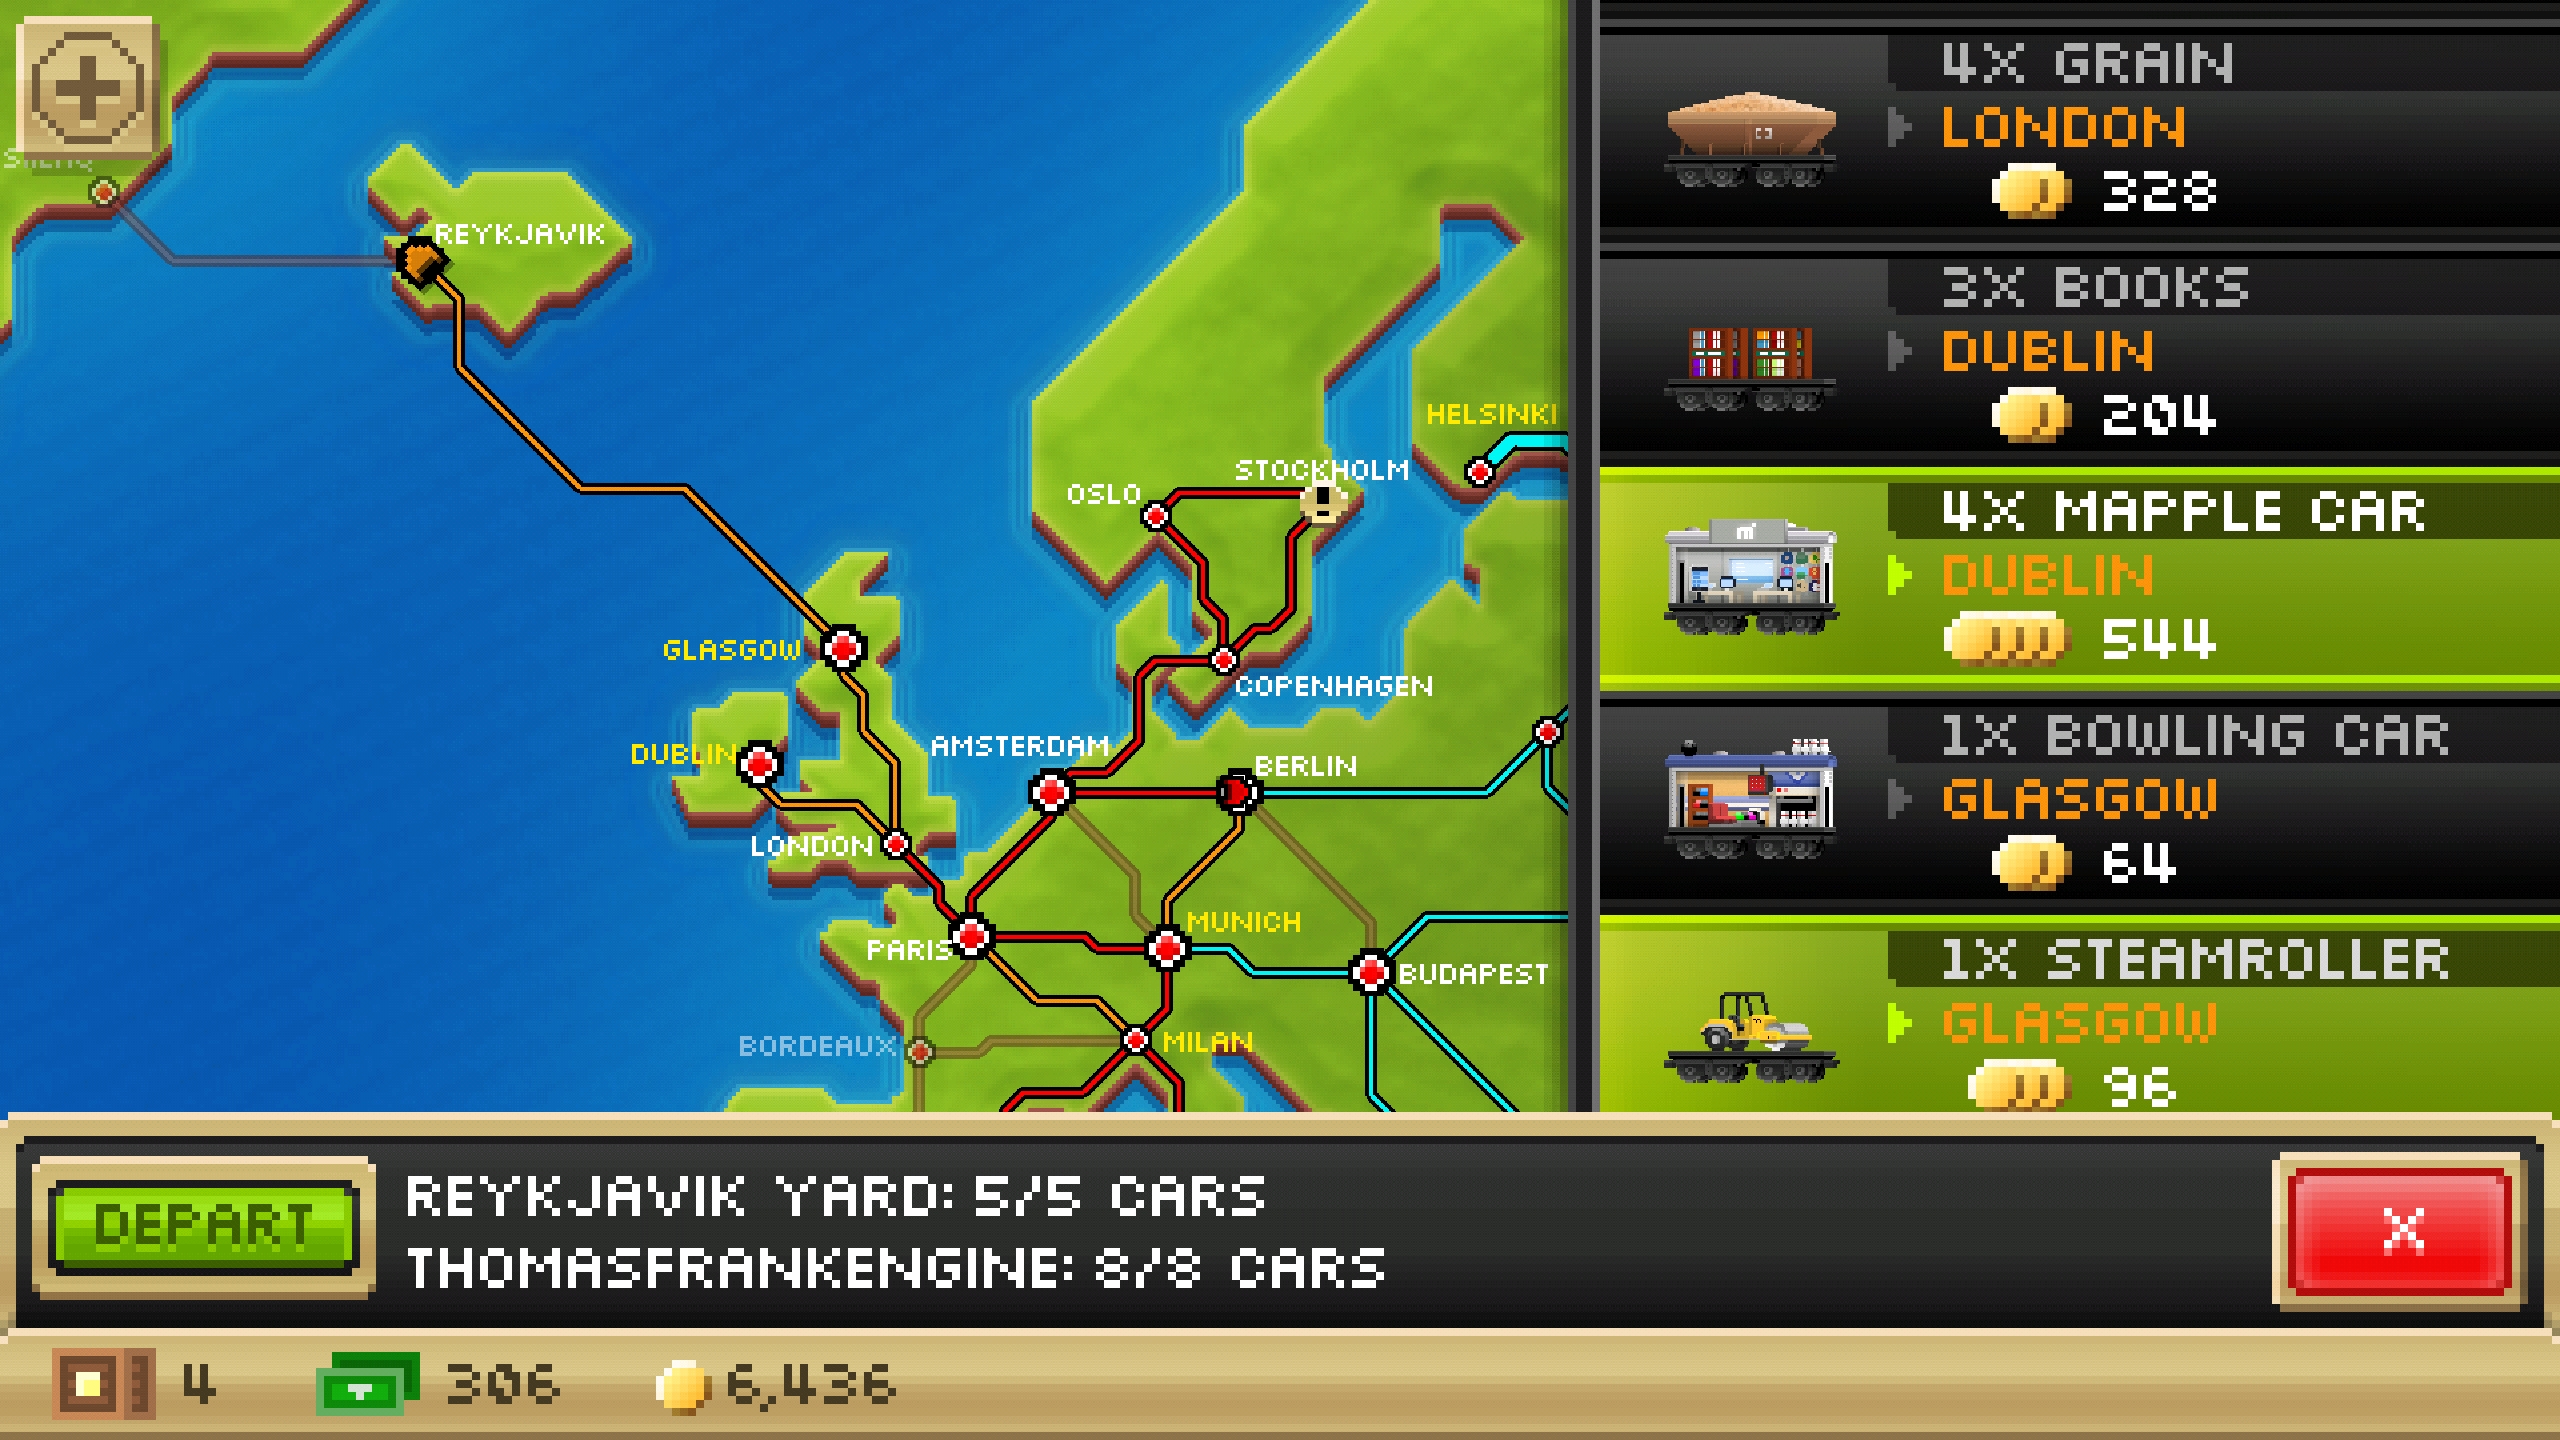 REYKJAVIK
HELSINKI
STOCKHOLM
OSLO
GLASGOW
COPENHAGEN
AMSTERDAM
DUBLIN
BERLIN
LONDON
MUNICH
PARIS
BUDAPEST
BORDEAUX
MILAN
4X GRAIN
LONDON
328
3X BOOKS
DUBLIN
204
4X MAPPLE CAR
DUBLIN
544
1X BOWLING CAR
GLASGOW
64
1X STEAMROLLER
GLASGOW
96
DEPART
REYKJAVIK YARD: 5/5 CARS
THOMASFRANKENGINE: 8/8 CARS
X
4
306
6,436